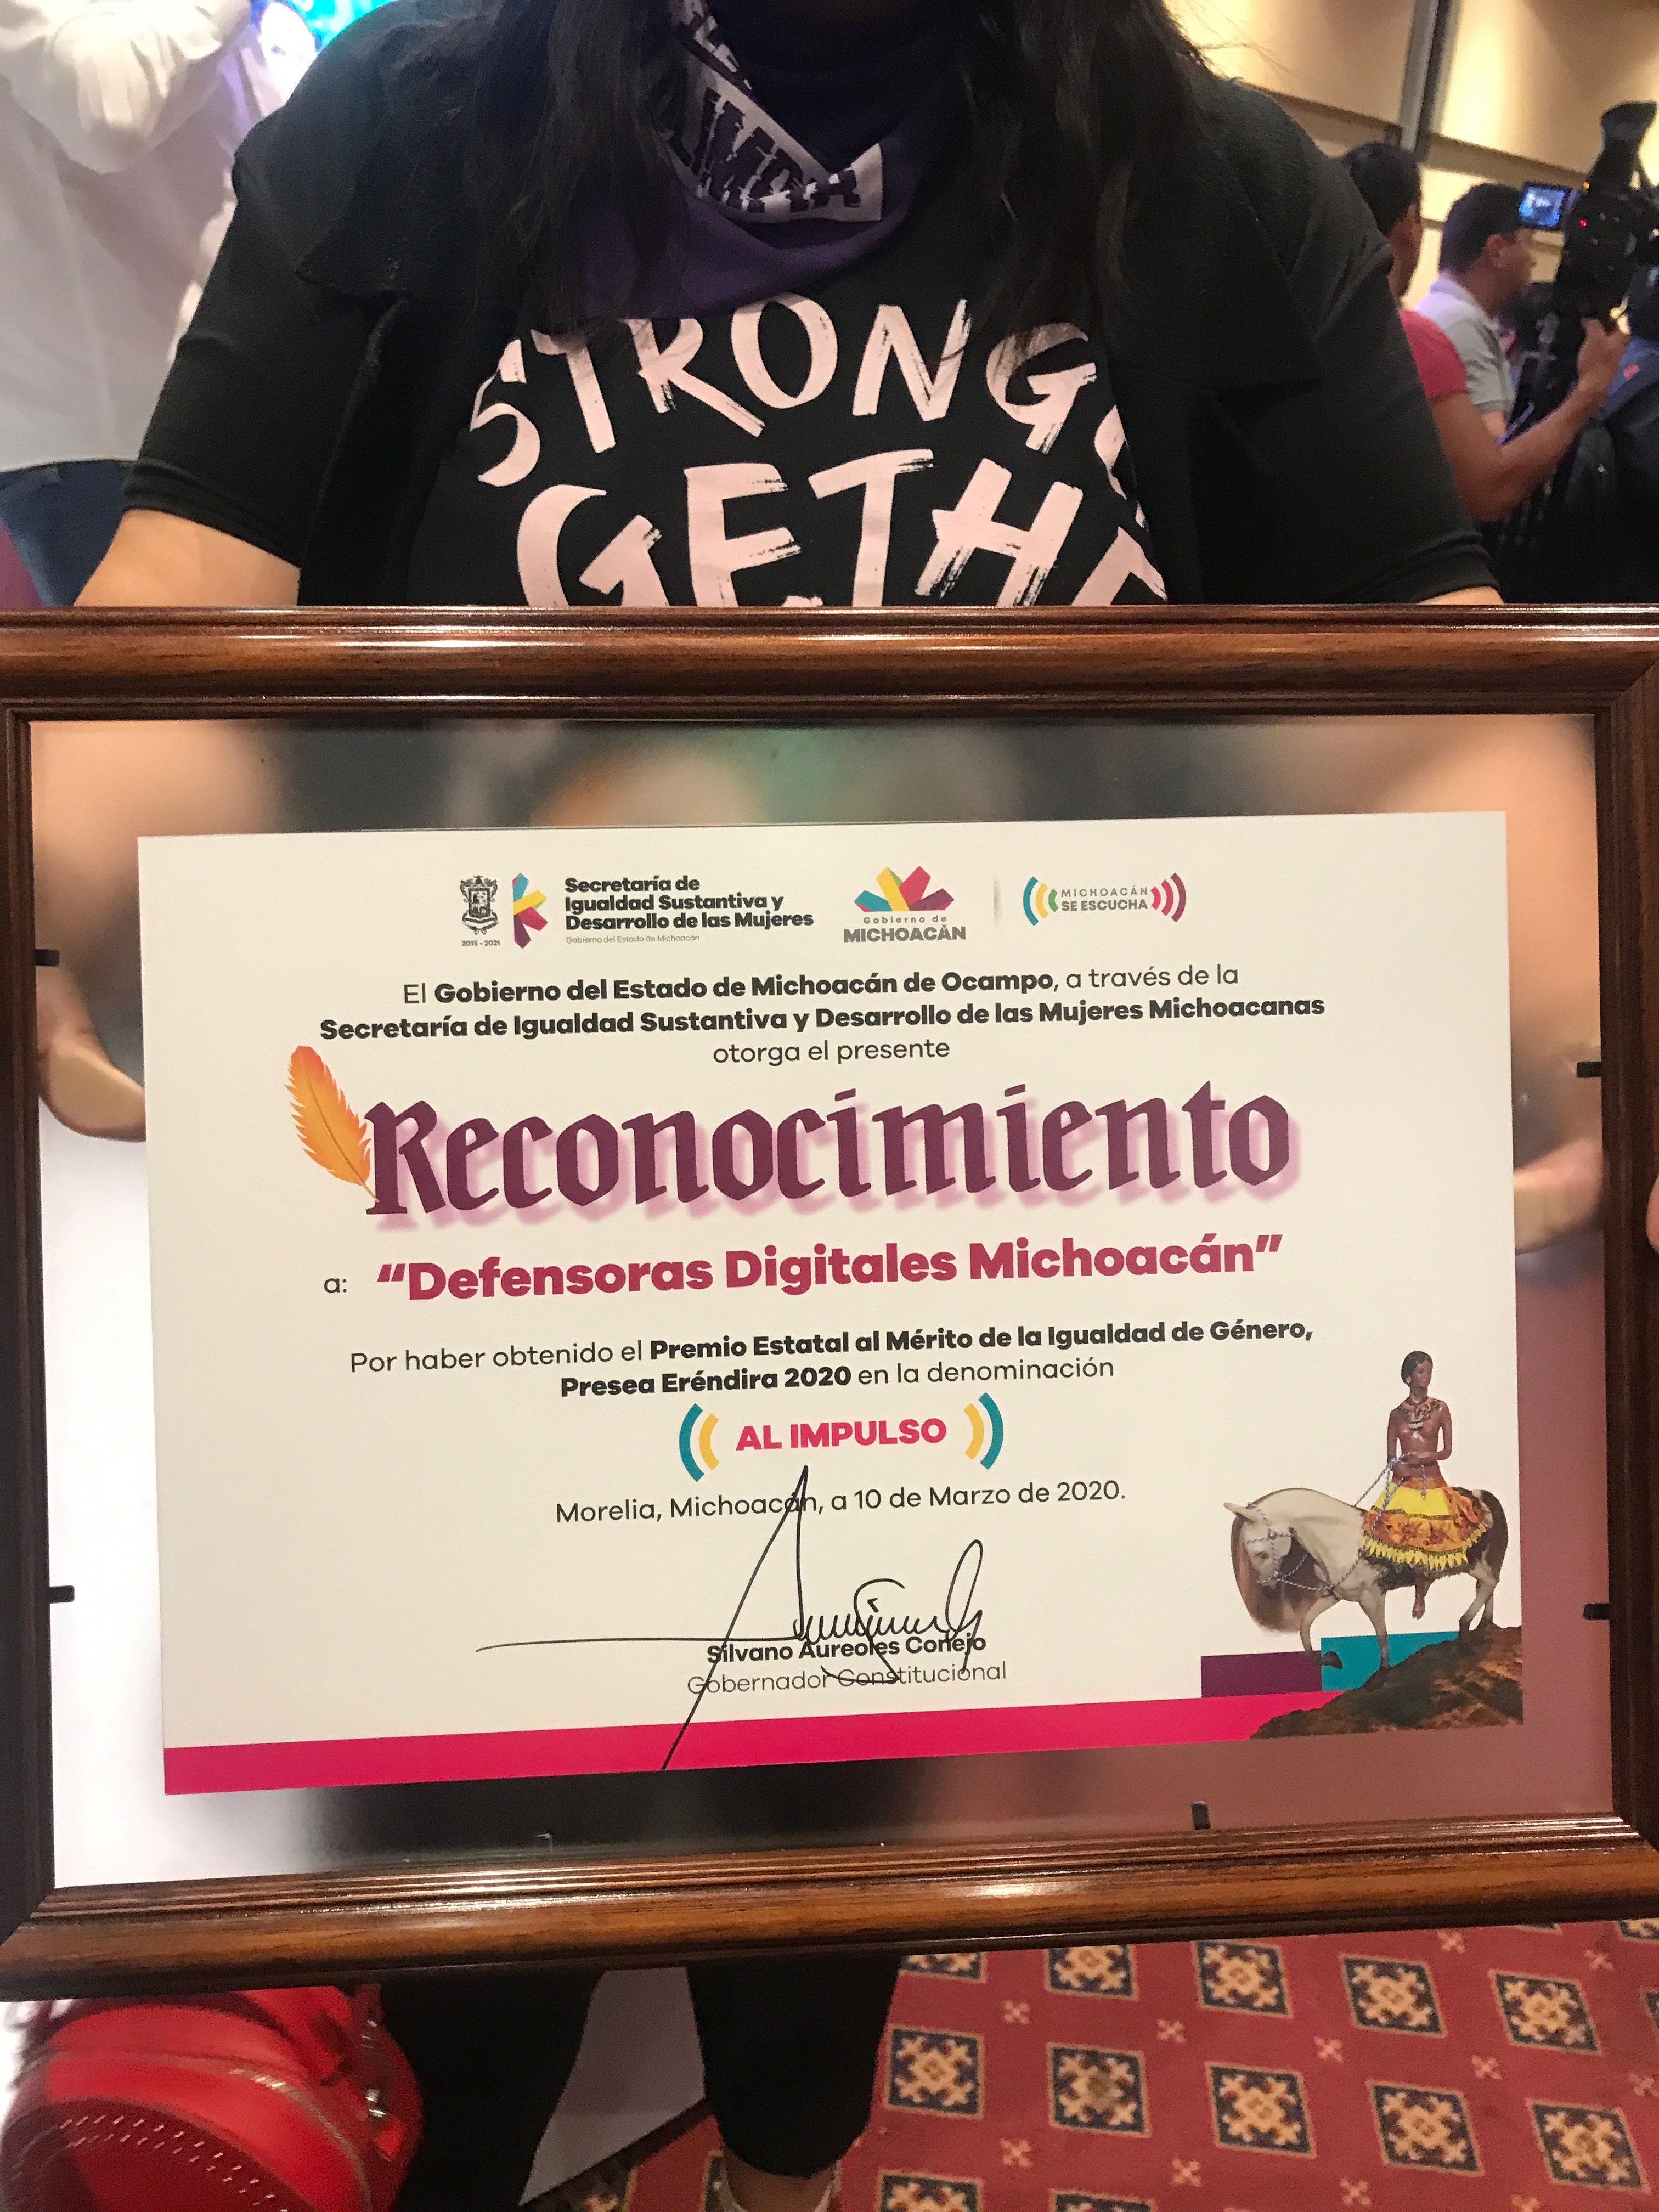 STRONG
GETHE
Secretaría de
Igualdad Sustantiva y
Desarrollo de las Mujeres
Gobierno del Estado de Michoacán
2015 - 2021
Gobierno de
MICHOACÁN
MICHOACÁN
SE ESCUCHA
El Gobierno del Estado de Michoacán de Ocampo, a través de la
Secretaría de Igualdad Sustantiva y Desarrollo de las Mujeres Michoacanas
otorga el presente
Reconocimiento
a: “Defensoras Digitales Michoacán”
Por haber obtenido el Premio Estatal al Mérito de la Igualdad de Género,
Presea Eréndira 2020 en la denominación
AL IMPULSO
Morelia, Michoacán, a 10 de Marzo de 2020.
Silvano Aureoles Conejo
Gobernador Constitucional